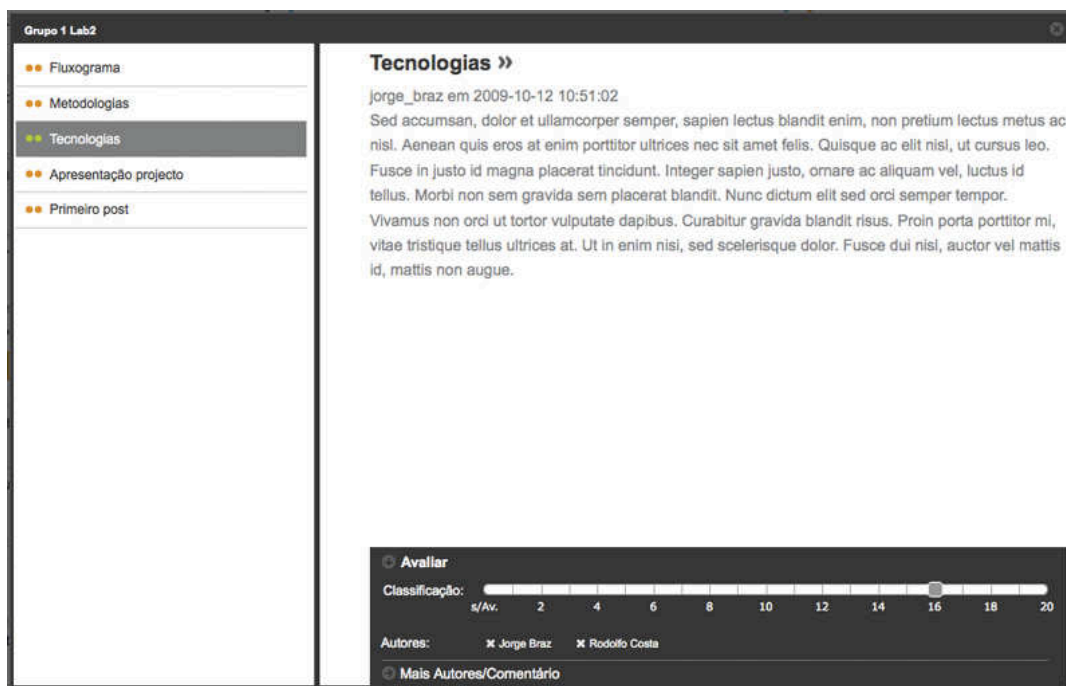 Grupo 1 Lab2
Fluxograma
Metodologias
Tecnologias
Apresentação projecto
Primeiro post
Tecnologias »
jorge_braz em 2009-10-12 10:51:02
Sed accumsan, dolor et ullamcorper semper, sapien lectus blandit enim, non pretium lectus metus ac
nisl. Aenean quis eros at enim porttitor ultrices nec sit amet felis. Quisque ac elit nisl, ut cursus leo.
Fusce in justo id magna placerat tincidunt. Integer sapien justo, ornare ac aliquam vel, luctus id
tellus. Morbi non sem gravida sem placerat blandit. Nunc dictum elit sed orci semper tempor.
Vivamus non orci ut tortor vulputate dapibus. Curabitur gravida blandit risus. Proin porta porttitor mi,
vitae tristique tellus ultrices at. Ut in enim nisi, sed scelerisque dolor. Fusce dui nisl, auctor vel mattis
id, mattis non augue.
Avaliar
Classificação:
s/Av. 2 4 6 8 10 12 14 16 18 20
Autores: Jorge Braz Rodolfo Costa
Mais Autores/Comentário